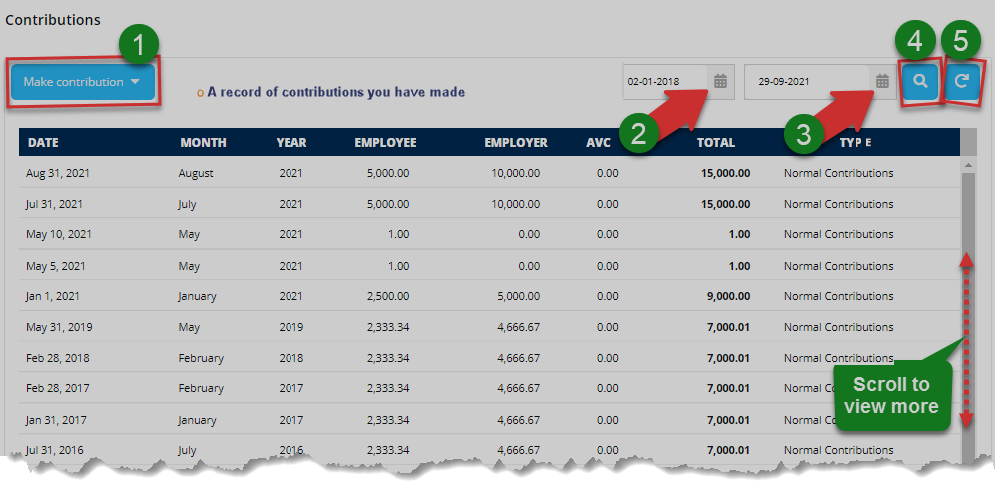 Contributions
1
4
5
Make contribution
o A record of contributions you have made
02-01-2018
29-09-2021
2
3
DATE MONTH YEAR EMPLOYEE EMPLOYER AVC TOTAL TYPE
Aug 31, 2021 August 2021 5,000.00 10,000.00 0.00 15,000.00 Normal Contributions
Jul 31, 2021 July 2021 5,000.00 10,000.00 0.00 15,000.00 Normal Contributions
May 10, 2021 May 2021 1.00 0.00 0.00 1.00 Normal Contributions
May 5, 2021 May 2021 1.00 0.00 0.00 1.00 Normal Contributions
Jan 1, 2021 January 2021 2,500.00 5,000.00 0.00 9,000.00 Normal Contributions
May 31, 2019 May 2019 2,333.34 4,666.67 0.00 7,000.01 Normal Contributions
Feb 28, 2018 February 2018 2,333.34 4,666.67 0.00 7,000.01 Normal Contributions
Feb 28, 2017 February 2017 2,333.34 4,666.67 0.00 7,000.01 Normal
Jan 31, 2017 January 2017 2,333.34 4,666.67 0.00 7,000.01 Normal
Jul 31, 2016 July 2016 2,333.34 4,666.67 0.00 7,000.01 Normal Contributions
Scroll to
view more